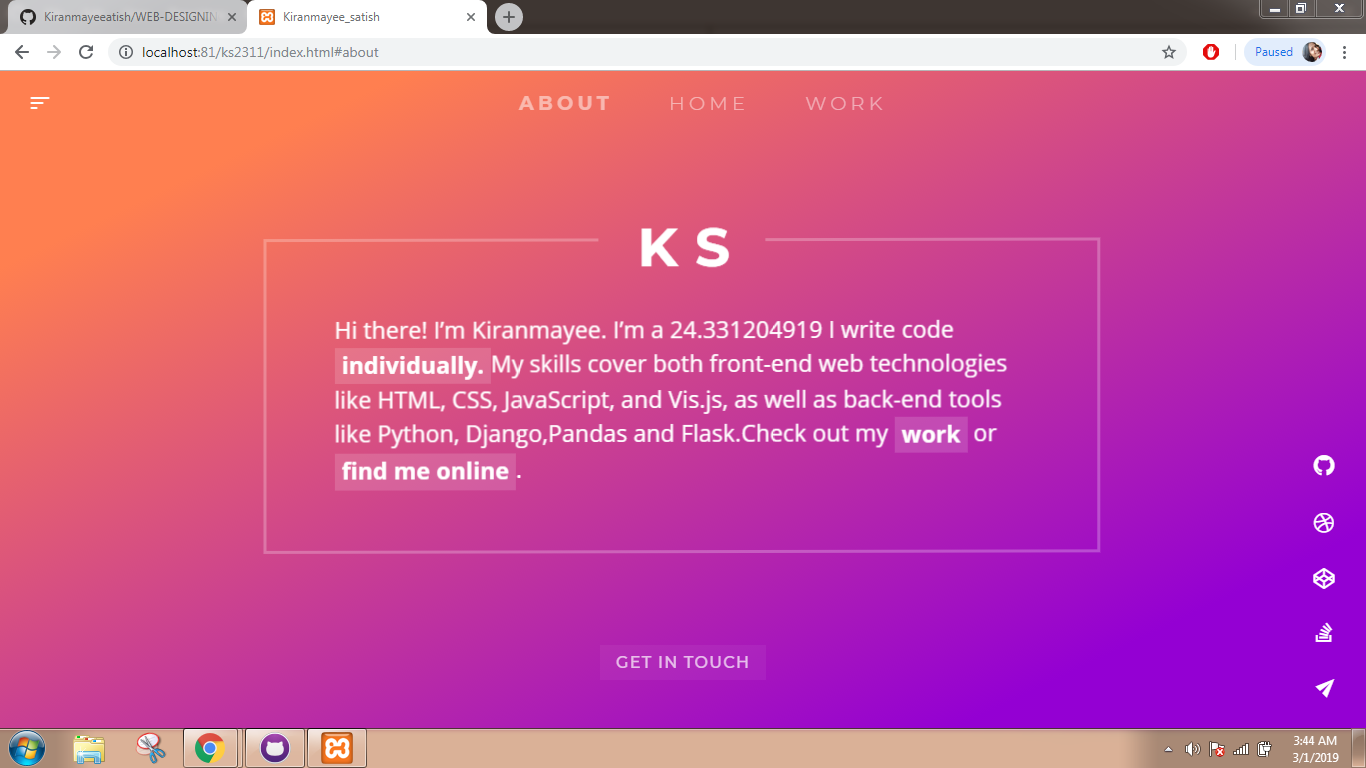 Kiranmayeeatish/WEB-DESIGNIN
Kiranmayee_satish
localhost:81/ks2311/index.html#about
Paused
ABOUT HOME WORK
K S
Hi there! I’m Kiranmayee. I’m a 24.331204919 I write code
individually. My skills cover both front-end web technologies
like HTML, CSS, JavaScript, and Vis.js, as well as back-end tools
like Python, Django,Pandas and Flask.Check out my work or
find me online .
GET IN TOUCH
3:44 AM
3/1/2019